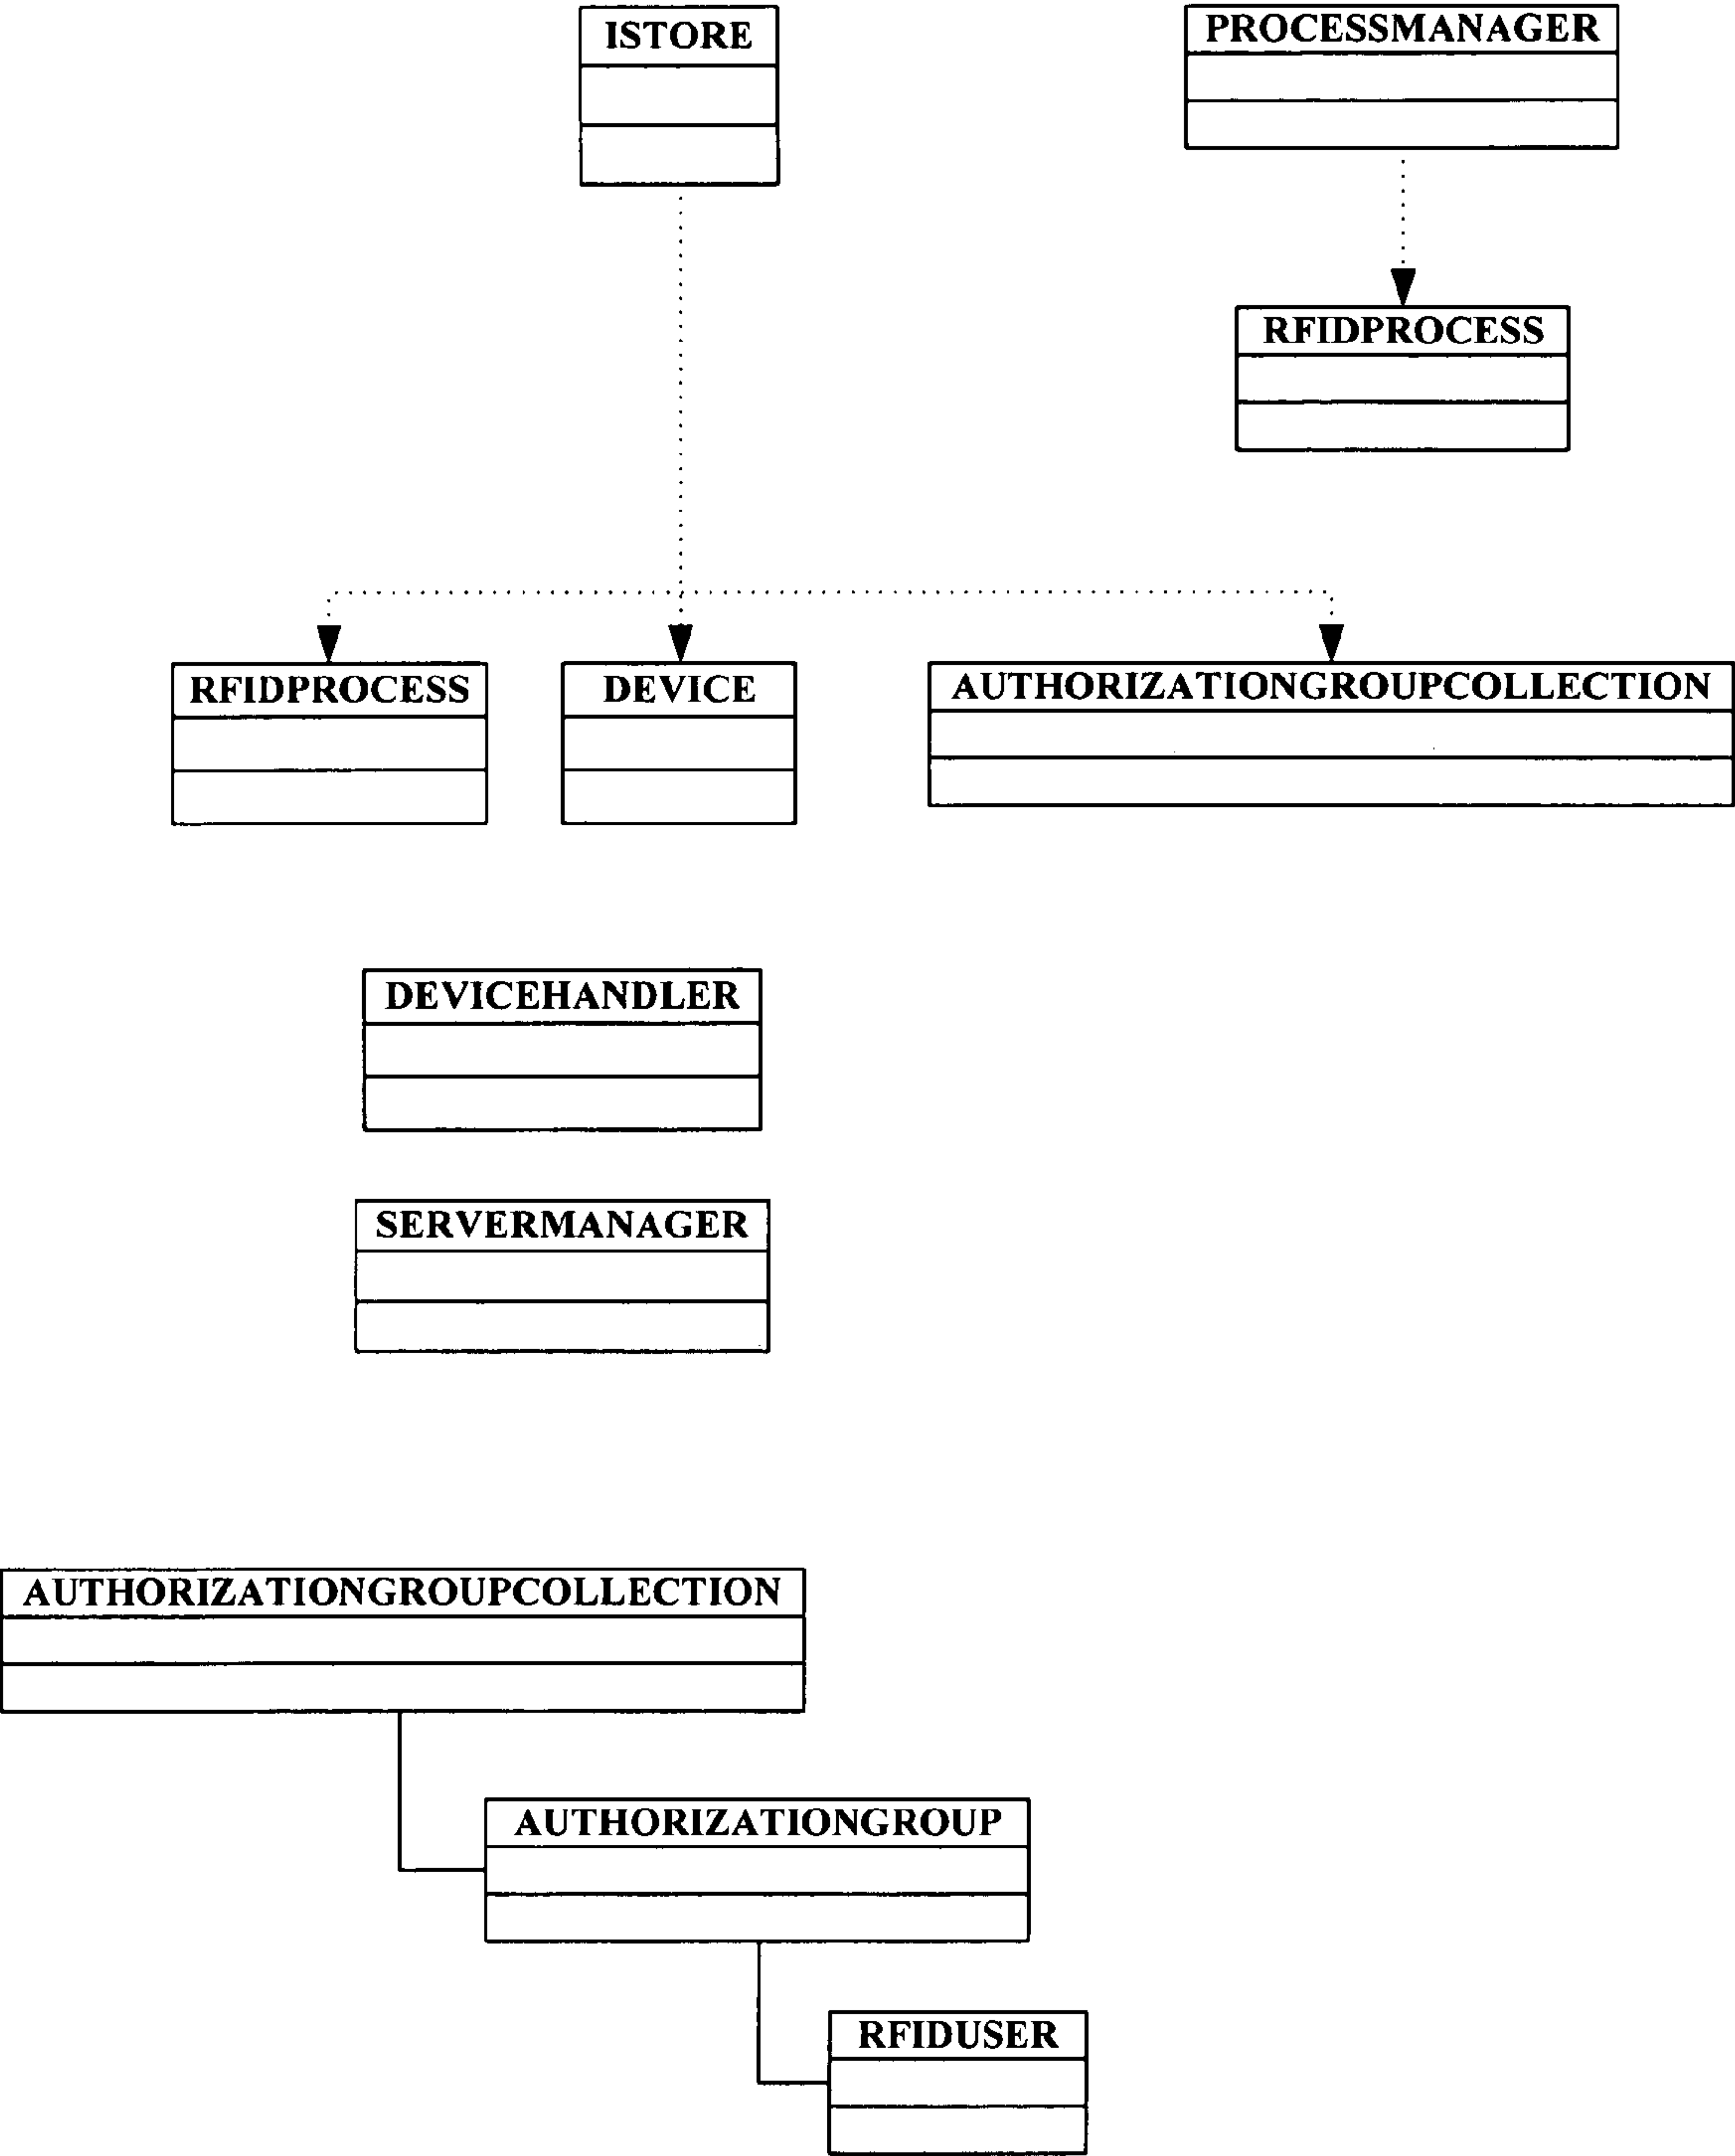 ISTORE
PROCESSMANAGER
RFIDPROCESS
RFIDPROCESS
DEVICE
AUTHORIZATIONGROUPCOLLECTION
DEVICEHANDLER
SERVERMANAGER
AUTHORIZATIONGROUPCOLLECTION
AUTHORIZATIONGROUP
RFIDUSER